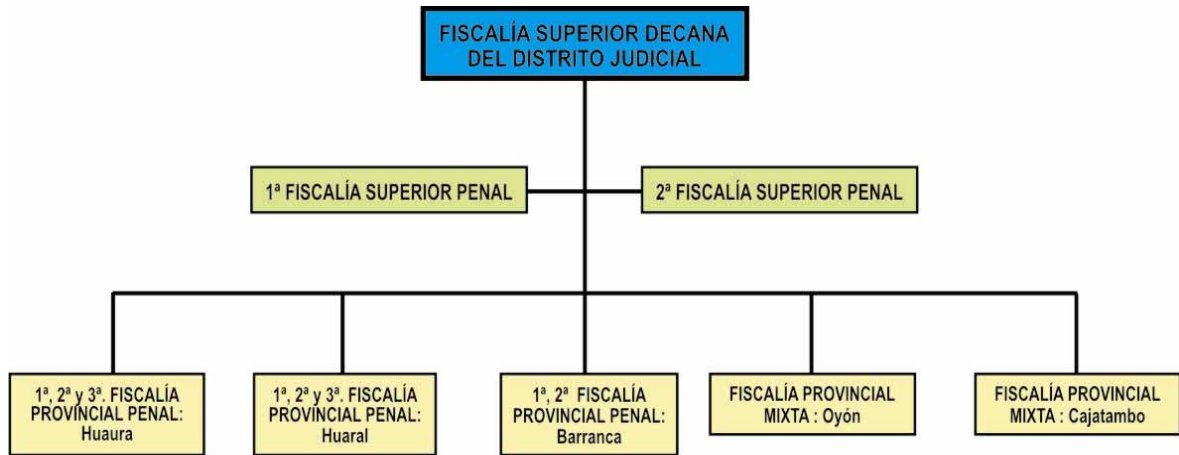 FISCALÍA SUPERIOR DECANA
DEL DISTRITO JUDICIAL
1ª FISCALÍA SUPERIOR PENAL
2ª FISCALÍA SUPERIOR PENAL
1ª, 2ª y 3ª. FISCALÍA
PROVINCIAL PENAL:
Huaura
1ª, 2ª y 3ª. FISCALÍA
PROVINCIAL PENAL:
Huaral
1ª, 2ª FISCALÍA
PROVINCIAL PENAL:
Barranca
FISCALÍA PROVINCIAL
MIXTA : Oyón
FISCALÍA PROVINCIAL
MIXTA : Cajatambo